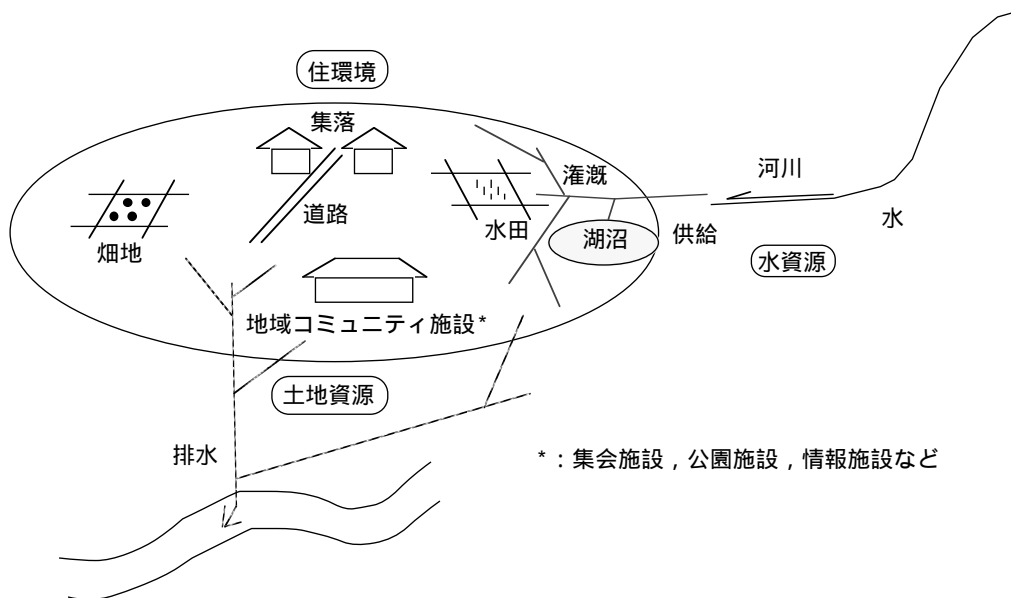 住環境
集落
灌漑
河川
道路
水田
湖沼
供給
水
畑地
水資源
地域コミュニティ施設*
土地資源
排水
*：集会施設，公園施設，情報施設など